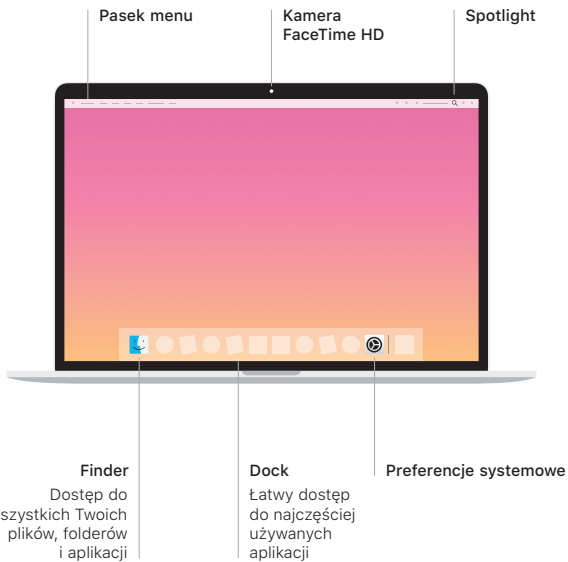 Pasek menu
Kamera
FaceTime HD
Spotlight
Finder
Dostęp do
szystkich Twoich
plików, folderów
i aplikacji
Dock
Łatwy dostęp
do najczęściej
używanych
aplikacji
Preferencje systemowe